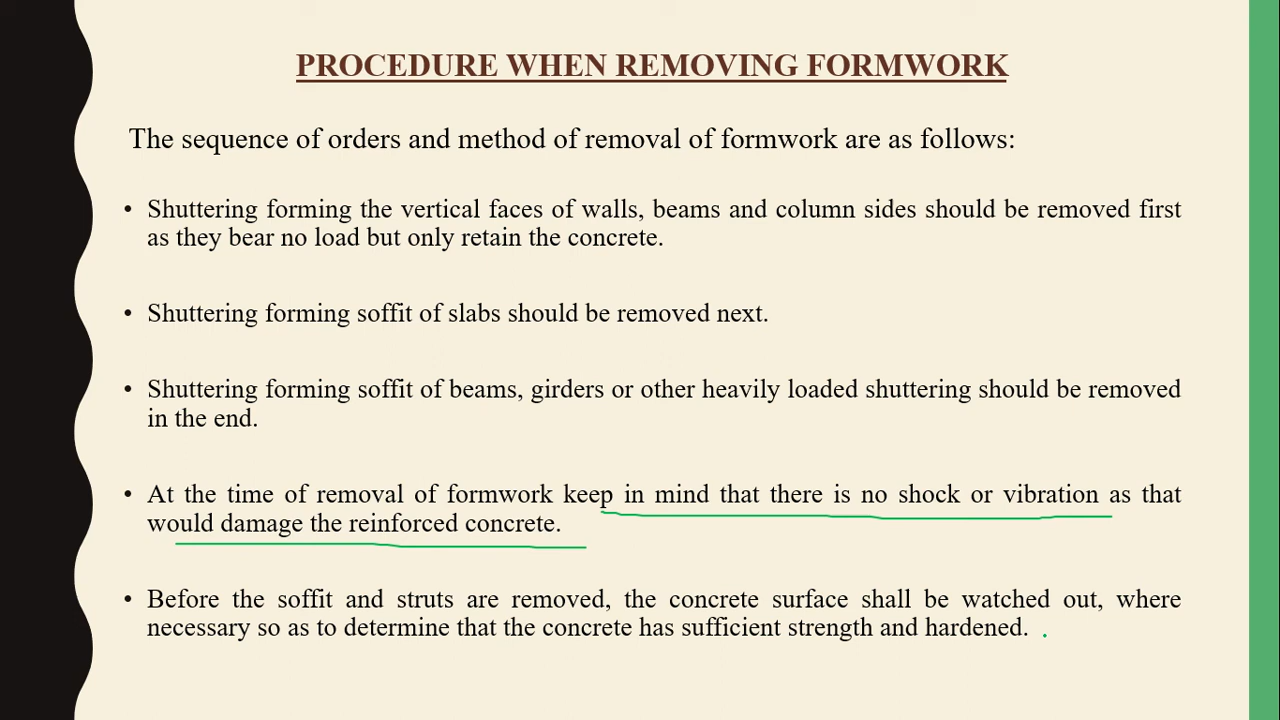 PROCEDURE WHEN REMOVING FORMWORK
The sequence of orders and method of removal of formwork are as follows:
• Shuttering forming the vertical faces of walls, beams and column sides should be removed first
as they bear no load but only retain the concrete.
• Shuttering forming soffit of slabs should be removed next.
• Shuttering forming soffit of beams, girders or other heavily loaded shuttering should be removed
in the end.
• At the time of removal of formwork keep in mind that there is no shock or vibration as that
would damage the reinforced concrete.
• Before the soffit and struts are removed, the concrete surface shall be watched out, where
necessary so as to determine that the concrete has sufficient strength and hardened.